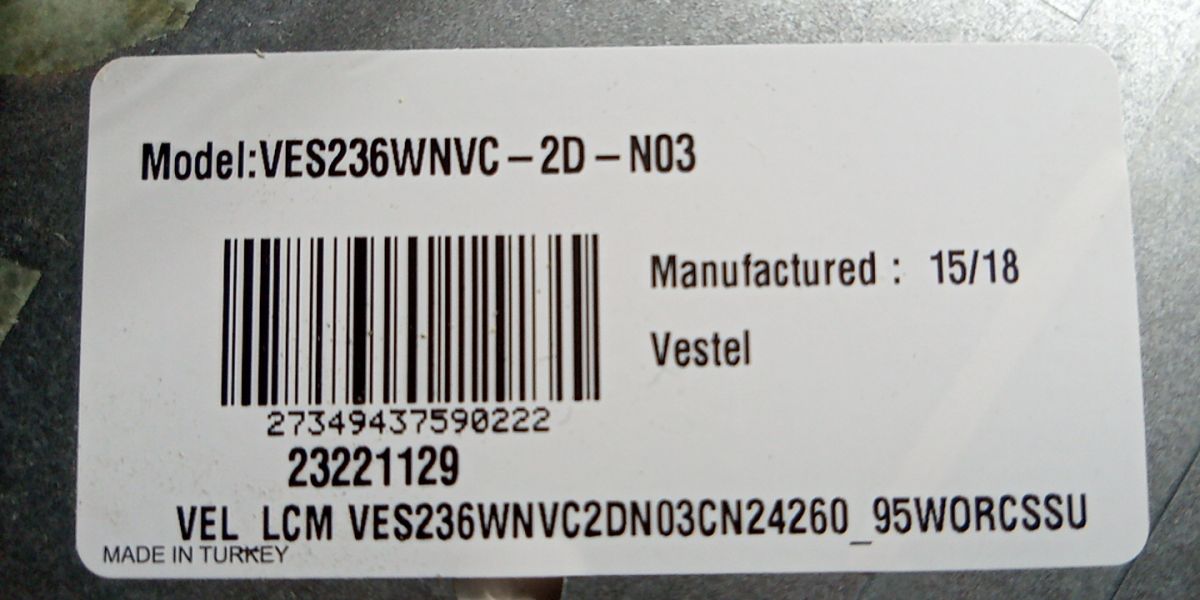 Model:VES236WNVC-2D-N03
Manufactured : 15/18
Vestel
27349437590222
23221129
VEL LCM VES236WNVC2DN03CN24260_95WORCSSU
MADE IN TURKEY